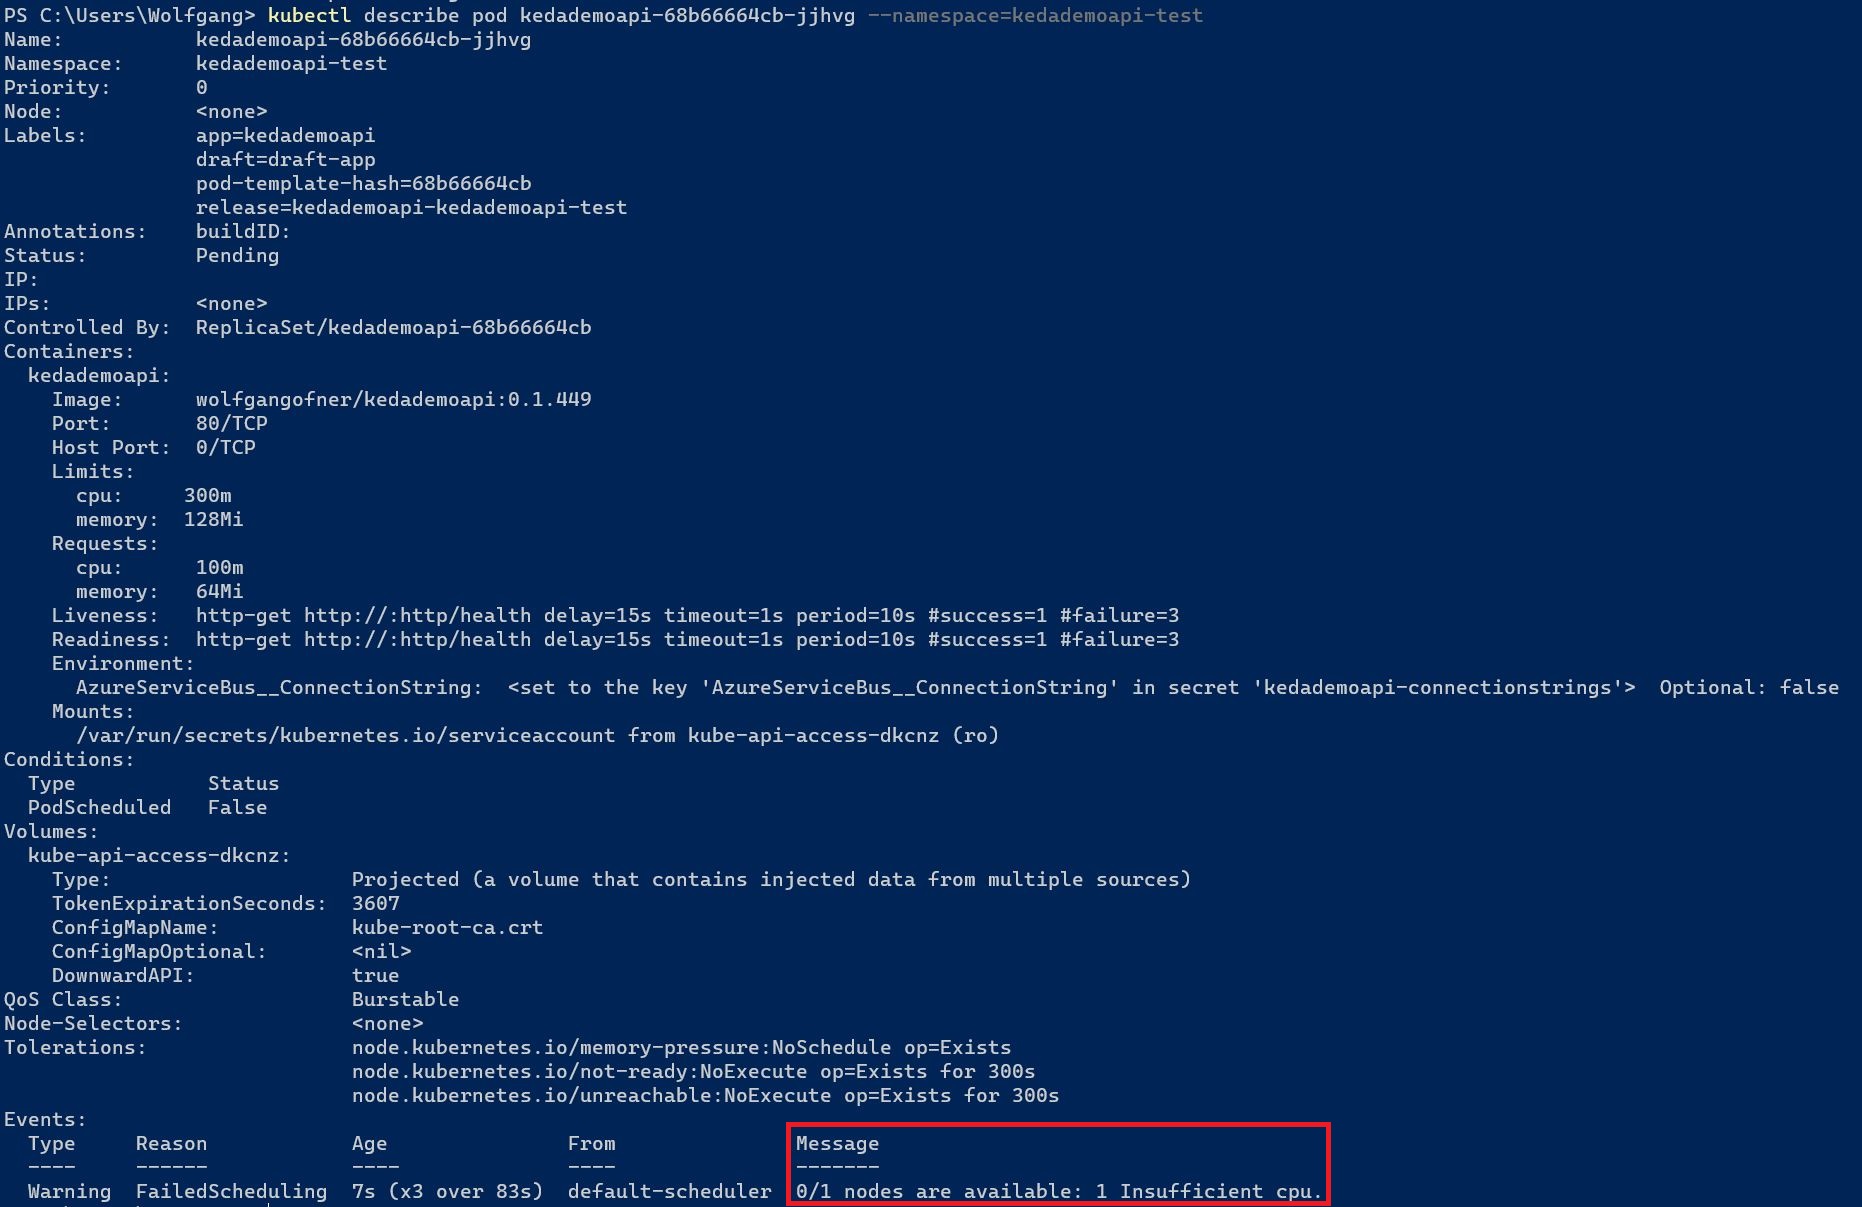 PS C:\Users\Wolfgang> kubectl describe pod kedademoapi-68b66664cb-jjhvg --namespace=kedademoapi-test
Name:           kedademoapi-68b66664cb-jjhvg
Namespace:      kedademoapi-test
Priority:       0
Node:           <none>
Labels:         app=kedademoapi
                draft=draft-app
                pod-template-hash=68b66664cb
                release=kedademoapi-kedademoapi-test
Annotations:    buildID:
Status:         Pending
IP:
IPs:            <none>
Controlled By:  ReplicaSet/kedademoapi-68b66664cb
Containers:
  kedademoapi:
    Image:      wolfgangofner/kedademoapi:0.1.449
    Port:       80/TCP
    Host Port:  0/TCP
    Limits:
      cpu:     300m
      memory:  128Mi
    Requests:
      cpu:      100m
      memory:   64Mi
    Liveness:   http-get http://:http/health delay=15s timeout=1s period=10s #success=1 #failure=3
    Readiness:  http-get http://:http/health delay=15s timeout=1s period=10s #success=1 #failure=3
    Environment:
      AzureServiceBus__ConnectionString:  <set to the key 'AzureServiceBus__ConnectionString' in secret 'kedademoapi-connectionstrings'>  Optional: false
    Mounts:
      /var/run/secrets/kubernetes.io/serviceaccount from kube-api-access-dkcnz (ro)
Conditions:
  Type           Status
  PodScheduled   False
Volumes:
  kube-api-access-dkcnz:
    Type:                    Projected (a volume that contains injected data from multiple sources)
    TokenExpirationSeconds:  3607
    ConfigMapName:           kube-root-ca.crt
    ConfigMapOptional:       <nil>
    DownwardAPI:             true
QoS Class:                   Burstable
Node-Selectors:              <none>
Tolerations:                 node.kubernetes.io/memory-pressure:NoSchedule op=Exists
                             node.kubernetes.io/not-ready:NoExecute op=Exists for 300s
                             node.kubernetes.io/unreachable:NoExecute op=Exists for 300s
Events:
  Type     Reason            Age                From               Message
  ----     ------            ----               ----               -------
  Warning  FailedScheduling  7s (x3 over 83s)  default-scheduler  0/1 nodes are available: 1 Insufficient cpu.